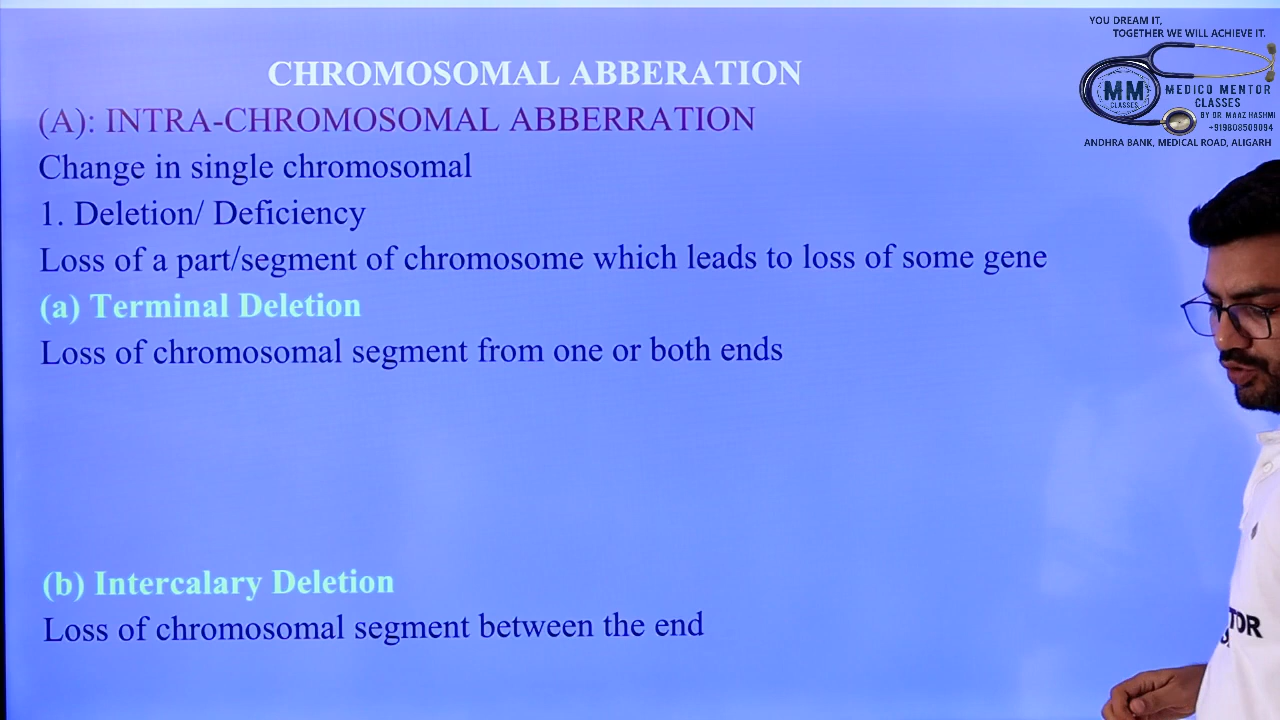 YOU DREAM IT,
TOGETHER WE WILL ACHIEVE IT.
CHROMOSOMAL ABBERATION
MM
CLASSES
MEDICO MENTOR
CLASSES
BY DR. MAAZ HASHMI
+919808509094
ANDHRA BANK, MEDICAL ROAD, ALIGARH
(A): INTRA-CHROMOSOMAL ABBERRATION
Change in single chromosomal
1. Deletion/ Deficiency
Loss of a part/segment of chromosome which leads to loss of some gene
(a) Terminal Deletion
Loss of chromosomal segment from one or both ends
(b) Intercalary Deletion
Loss of chromosomal segment between the end
TOR